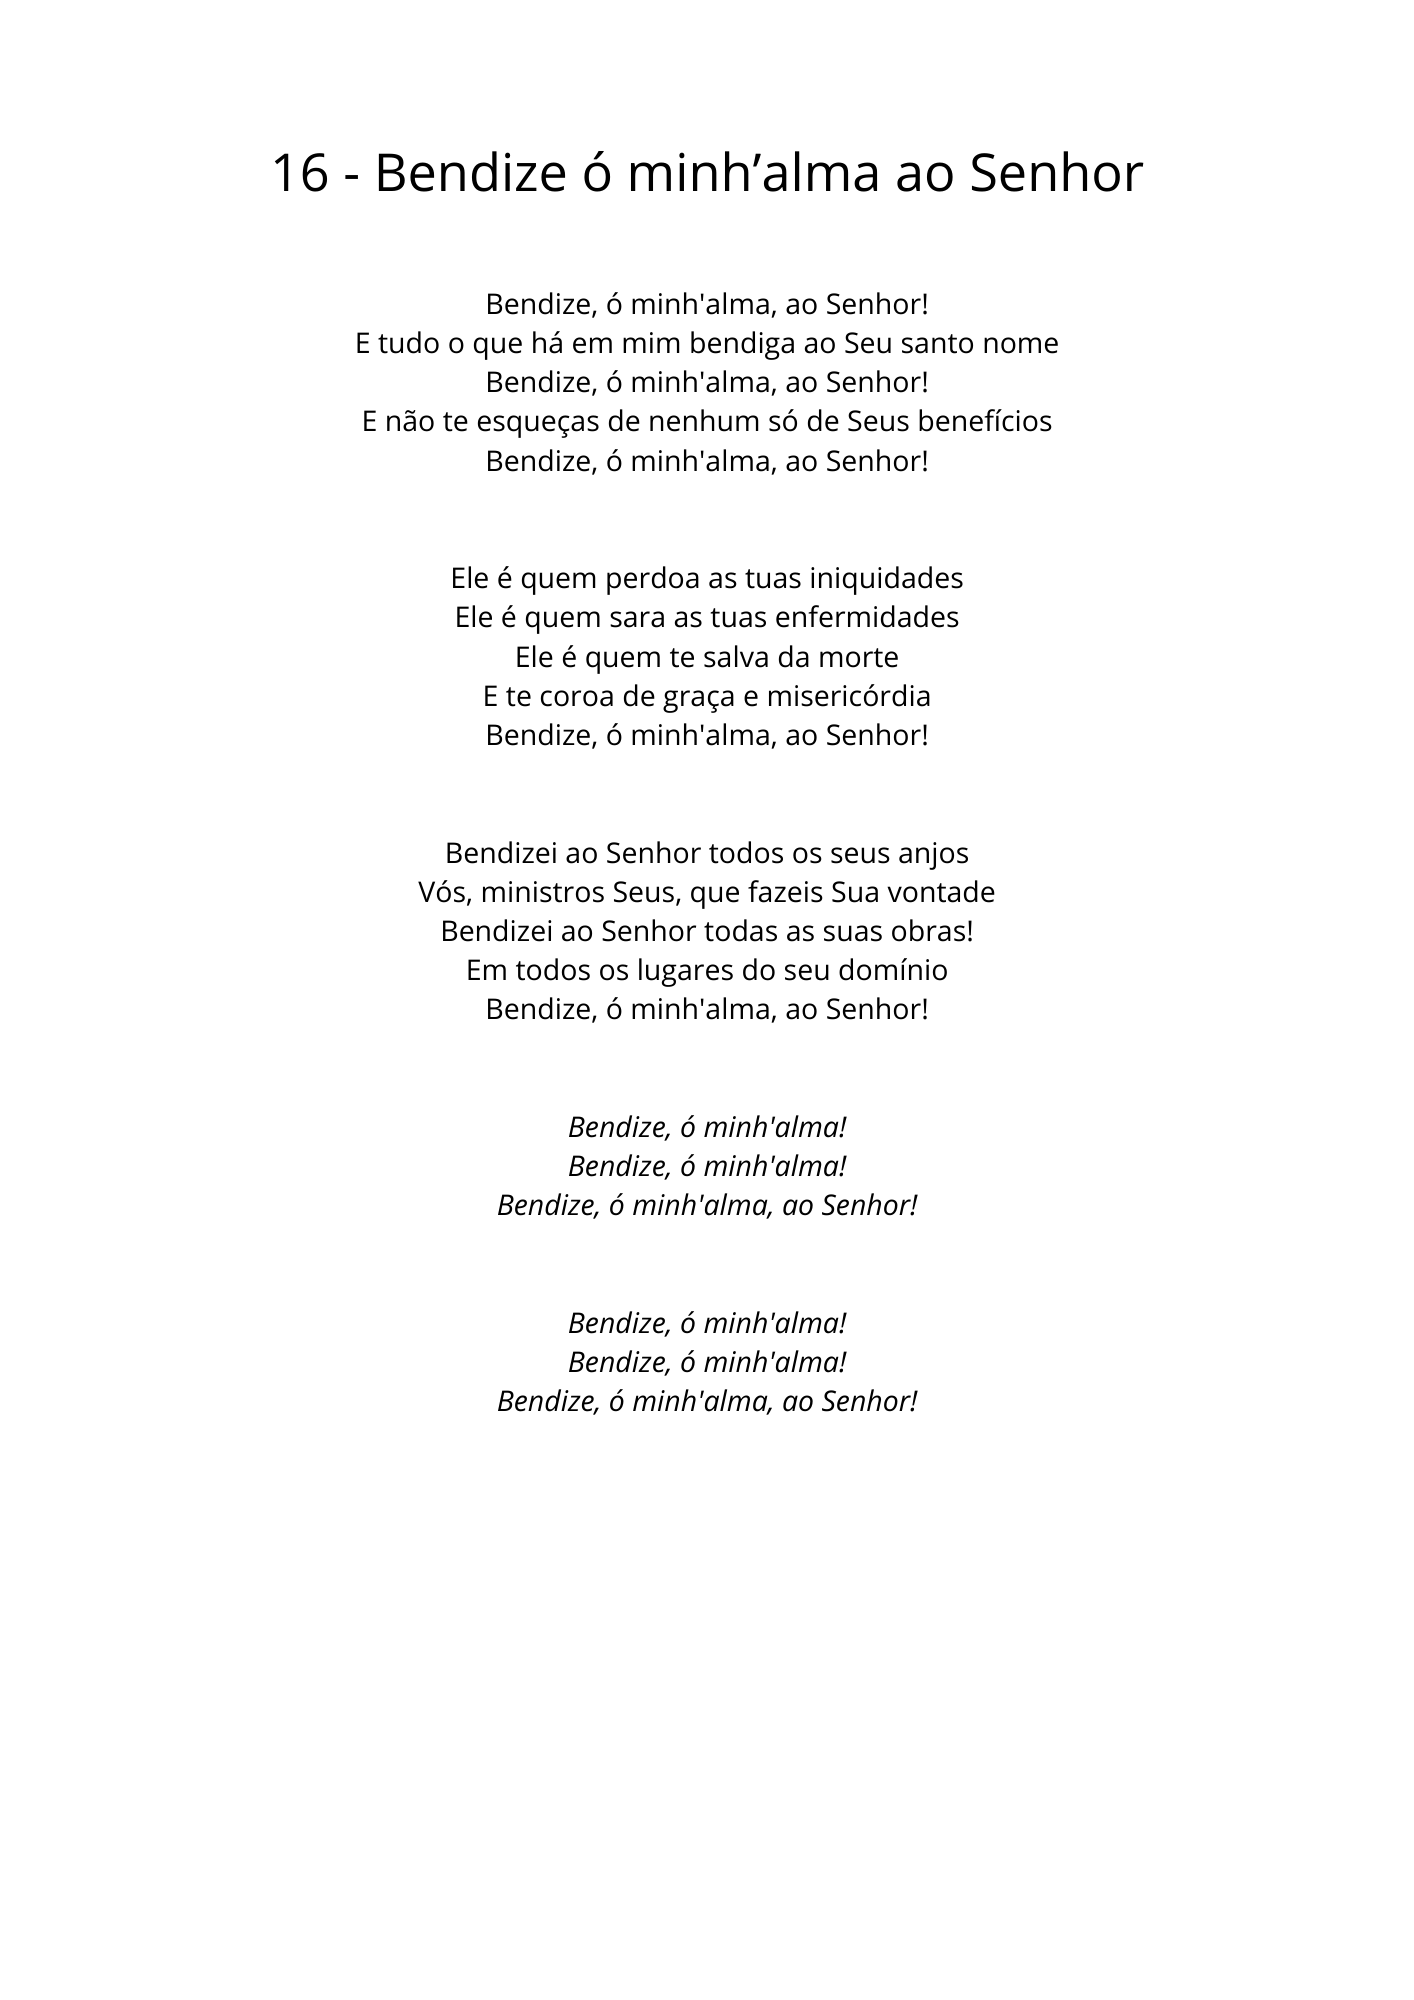 16 - Bendize ó minh’alma ao Senhor
Bendize, ó minh'alma, ao Senhor!
E tudo o que há em mim bendiga ao Seu santo nome
Bendize, ó minh'alma, ao Senhor!
E não te esqueças de nenhum só de Seus benefícios
Bendize, ó minh'alma, ao Senhor!
Ele é quem perdoa as tuas iniquidades
Ele é quem sara as tuas enfermidades
Ele é quem te salva da morte
E te coroa de graça e misericórdia
Bendize, ó minh'alma, ao Senhor!
Bendizei ao Senhor todos os seus anjos
Vós, ministros Seus, que fazeis Sua vontade
Bendizei ao Senhor todas as suas obras!
Em todos os lugares do seu domínio
Bendize, ó minh'alma, ao Senhor!
Bendize, ó minh'alma!
Bendize, ó minh'alma!
Bendize, ó minh'alma, ao Senhor!
Bendize, ó minh'alma!
Bendize, ó minh'alma!
Bendize, ó minh'alma, ao Senhor!